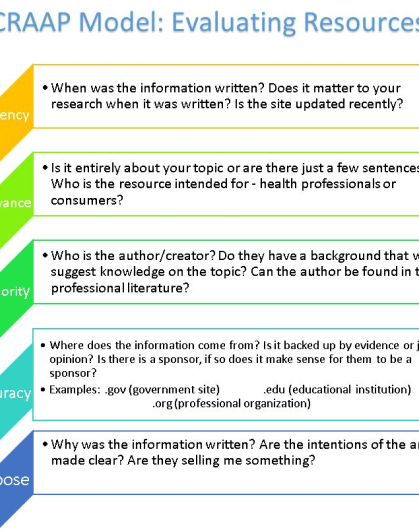 CRAAP Model: Evaluating Resources
ency
• When was the information written? Does it matter to your
research when it was written? Is the site updated recently?
vance
• Is it entirely about your topic or are there just a few sentences
Who is the resource intended for - health professionals or
consumers?
ority
• Who is the author/creator? Do they have a background that w
suggest knowledge on the topic? Can the author be found in t
professional literature?
uracy
• Where does the information come from? Is it backed up by evidence or j
opinion? Is there a sponsor, if so does it make sense for them to be a
sponsor?
• Examples: .gov (government site) .edu (educational institution)
.org (professional organization)
pose
• Why was the information written? Are the intentions of the a
made clear? Are they selling me something?